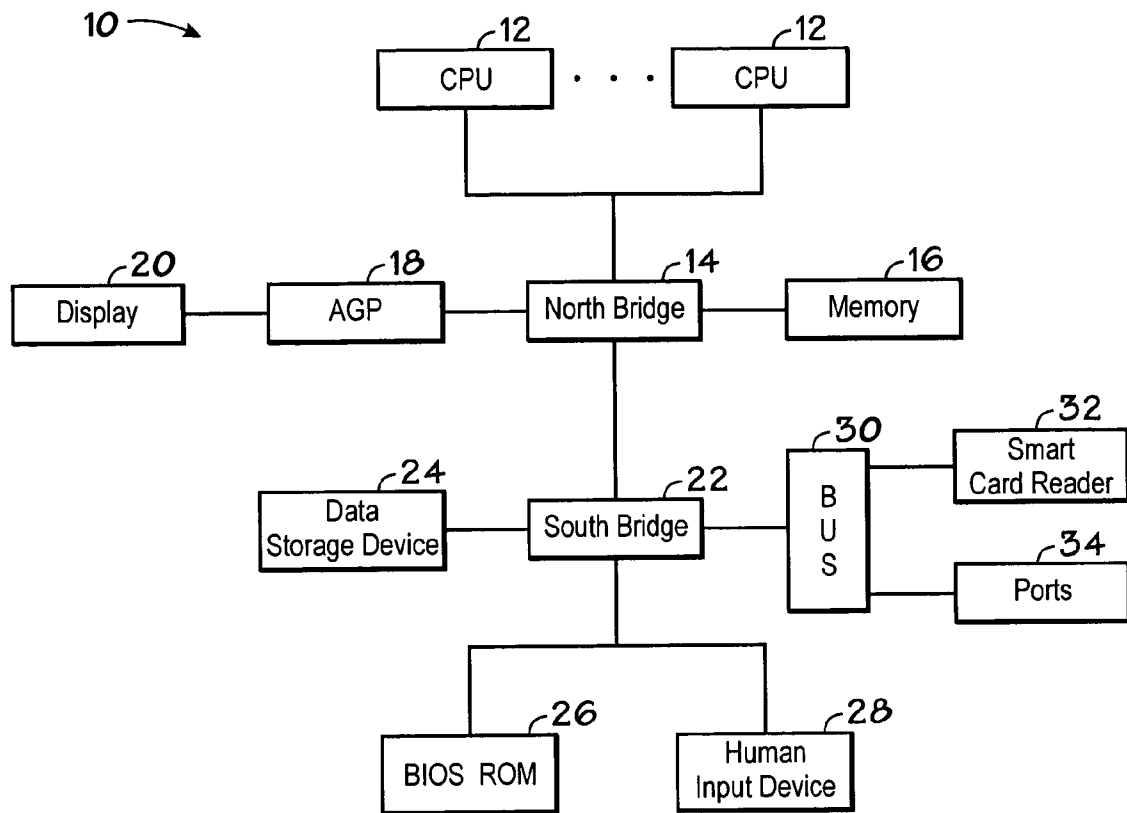 10
12
12
CPU
. . .
CPU
20
18
14
16
Display
AGP
North Bridge
Memory
30
32
Smart
Card Reader
24
22
B
U
S
Data
Storage Device
South Bridge
34
Ports
26
28
BIOS ROM
Human
Input Device